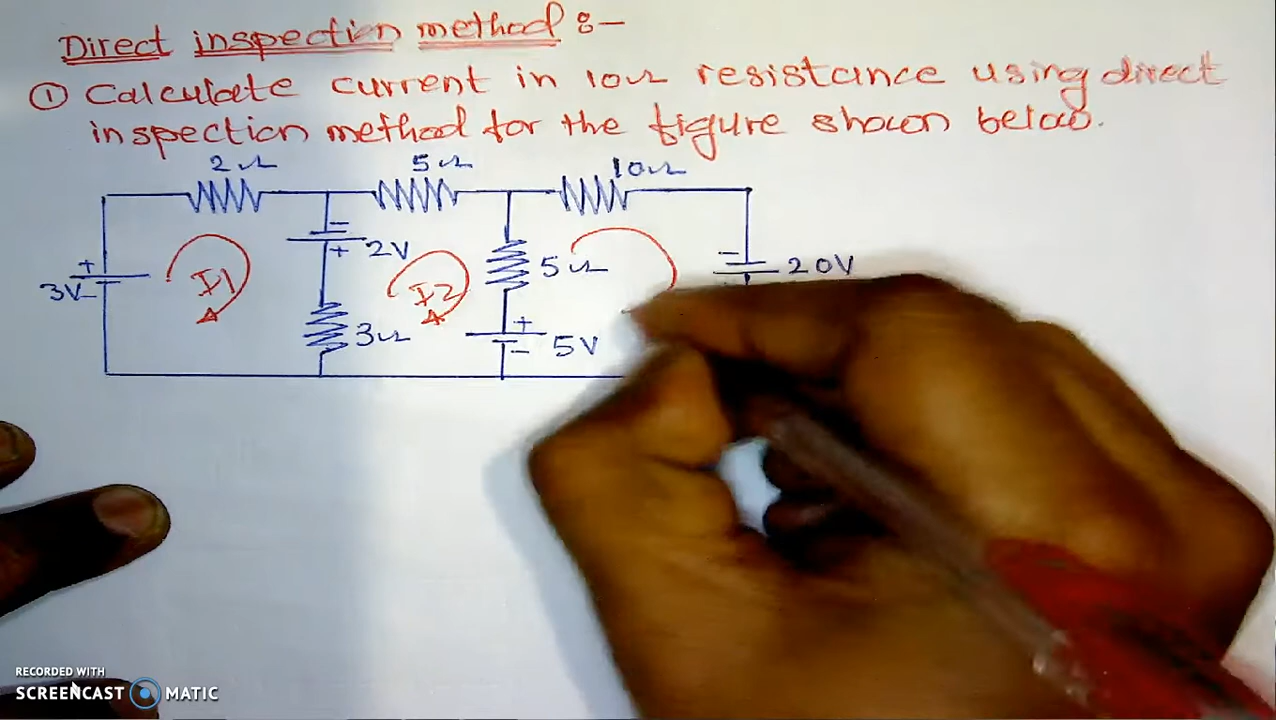 Direct inspection method :-
① Calculate current in 10Ω resistance using direct
inspection method for the figure shown below.
2Ω 5Ω 10Ω
- + 2V
+ 3V -
I1
I2
5Ω
- 20V
3Ω
+ - 5V
RECORDED WITH
SCREENCAST MATIC